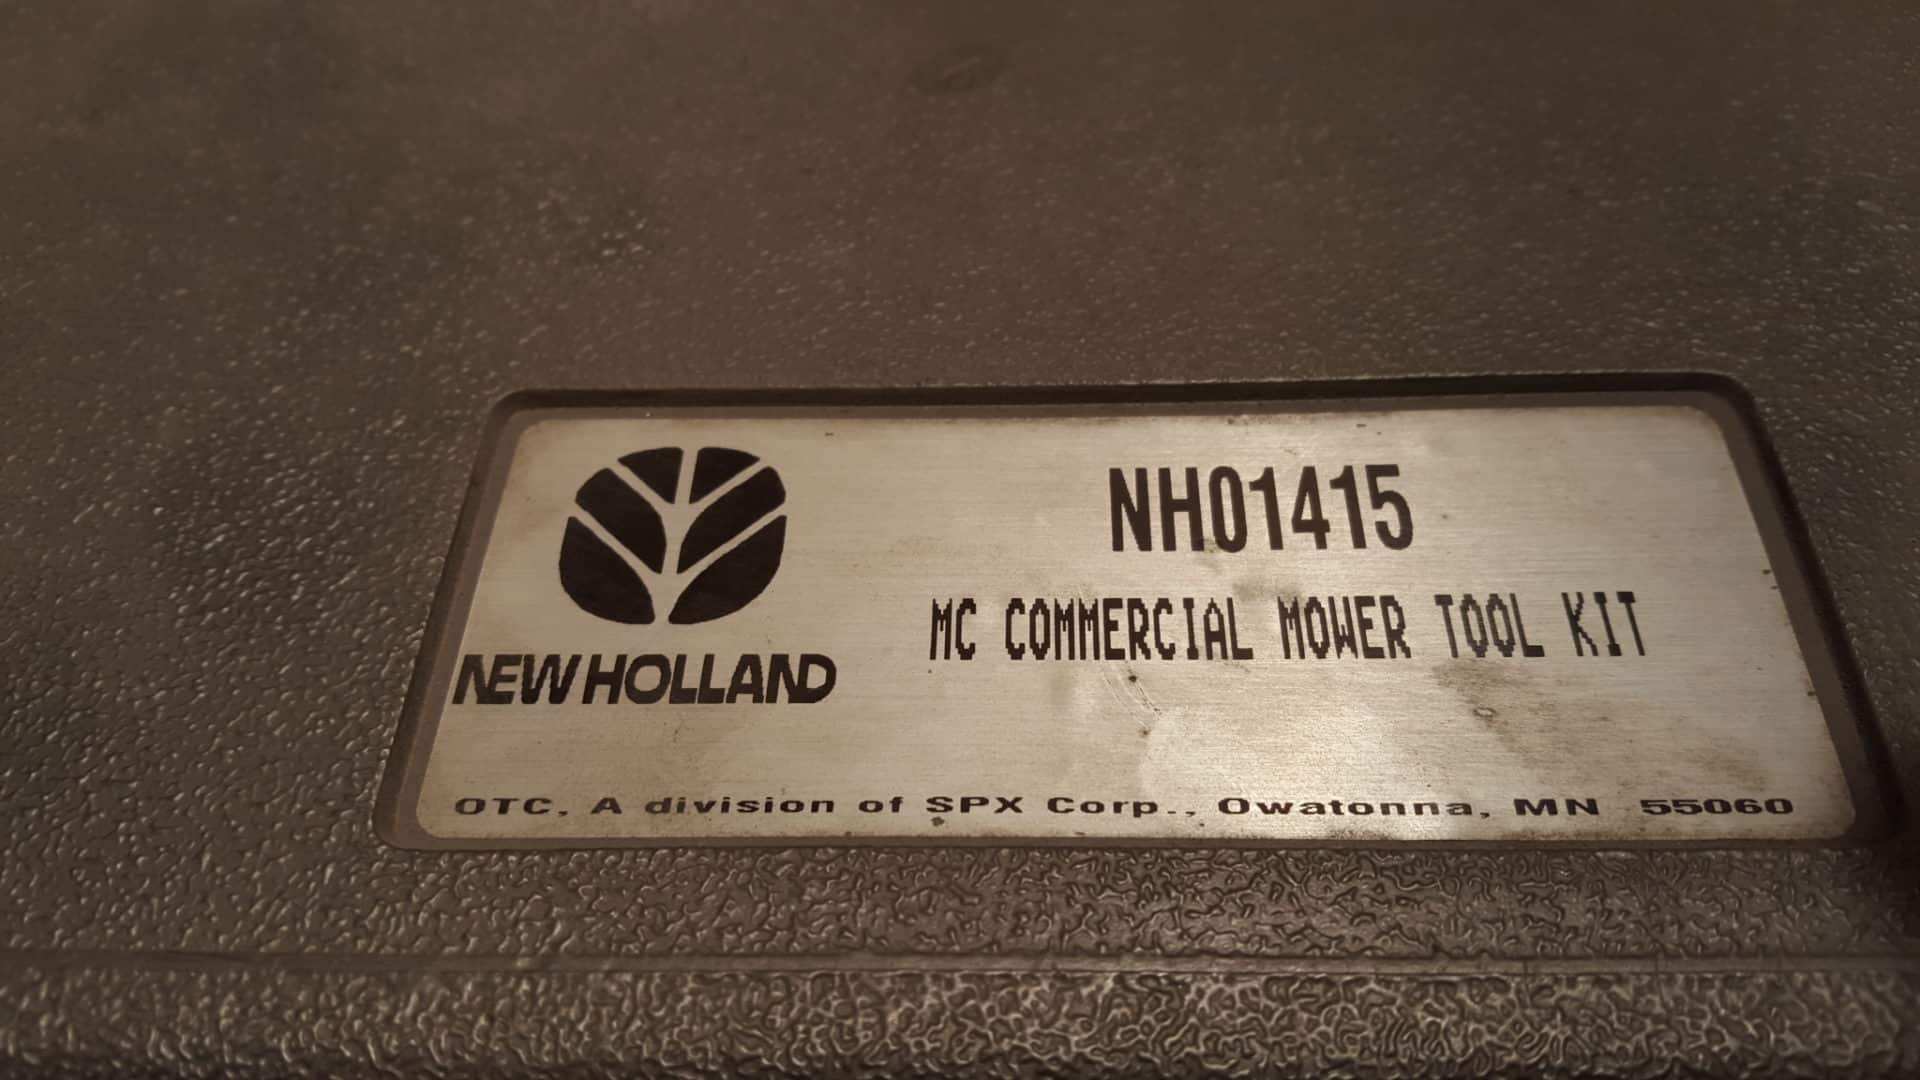 NH01415
MC COMMERCIAL MOWER TOOL KIT
NEW HOLLAND
OTC, A division of SPX Corp., Owatonna, MN 55060